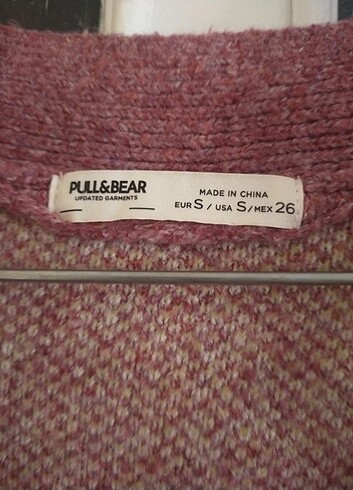 PULL&BEAR
UPDATED GARMENTS
MADE IN CHINA
EUR S / USA S / MEX 26